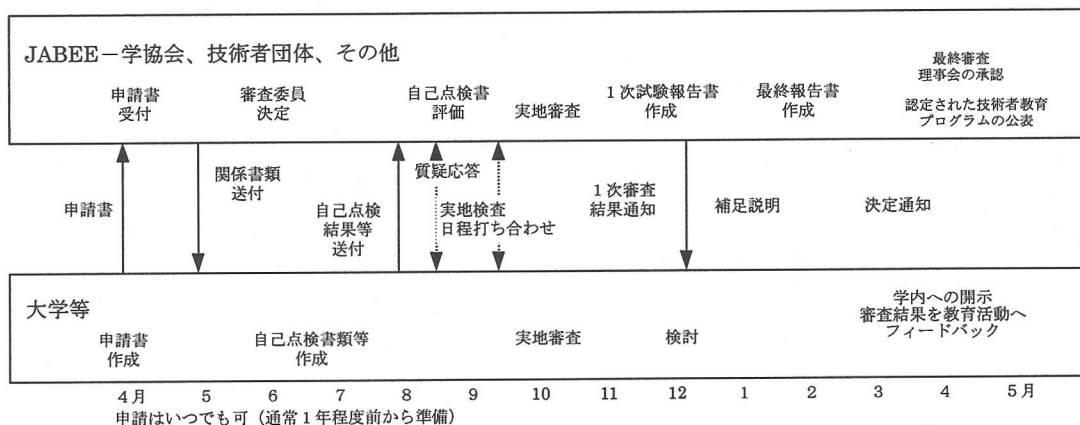 JABEE－学協会、技術者団体、その他
申請書
受付
審査委員
決定
自己点検書
評価
実地審査
1次試験報告書
作成
最終報告書
作成
最終審査
理事会の承認
認定された技術者教育
プログラムの公表
申請書
関係書類
送付
自己点検
結果等
送付
質疑応答
実地検査
日程打ち合わせ
1次審査
結果通知
補足説明
決定通知
大学等
申請書
作成
自己点検書類等
作成
実地審査
検討
学内への開示
審査結果を教育活動へ
フィードバック
4月 5 6 7 8 9 10 11 12 1 2 3 4 5月
申請はいつでも可（通常1年程度前から準備）